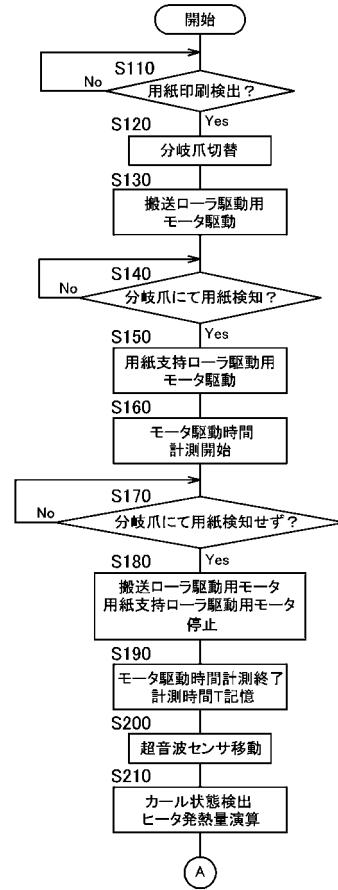 開始
S110
用紙印刷検出？
No
Yes
S120
分岐爪切替
S130
搬送ローラ駆動用
モータ駆動
S140
No
分岐爪にて用紙検知？
Yes
S150
用紙支持ローラ駆動用
モータ駆動
S160
モータ駆動時間
計測開始
S170
No
分岐爪にて用紙検知せず？
Yes
S180
搬送ローラ駆動用モータ
用紙支持ローラ駆動用モータ
停止
S190
モータ駆動時間計測終了
計測時間T記憶
S200
超音波センサ移動
S210
カール状態検出
ヒータ発熱量演算
A